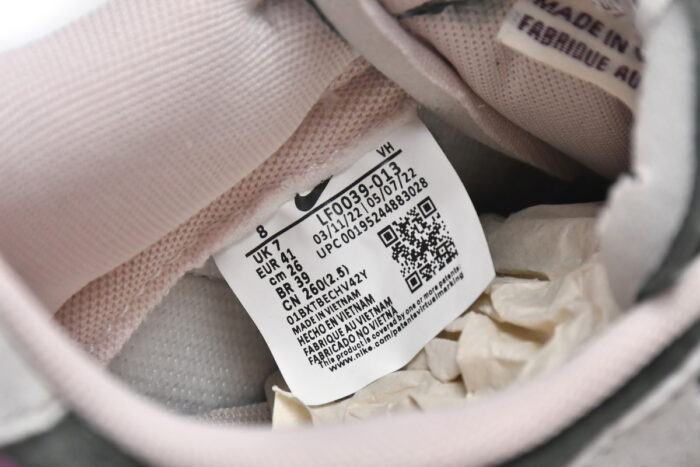 MADE IN
FABRIQUE AU
VH
8 LF0039-013
UK 7 03/11/22 | 05/07/22
EUR 41 UPC 00195244883028
cm 26
BR 39
CN 260(2.5)
01BXTBECHV42Y
MADE IN VIETNAM
HECHO EN VIETNAM
FABRIQUE AU VIETNAM
FABRICADO NO VIETNA
This product is covered by one or more patents:
www.nike.com/patentsvirtualmarking